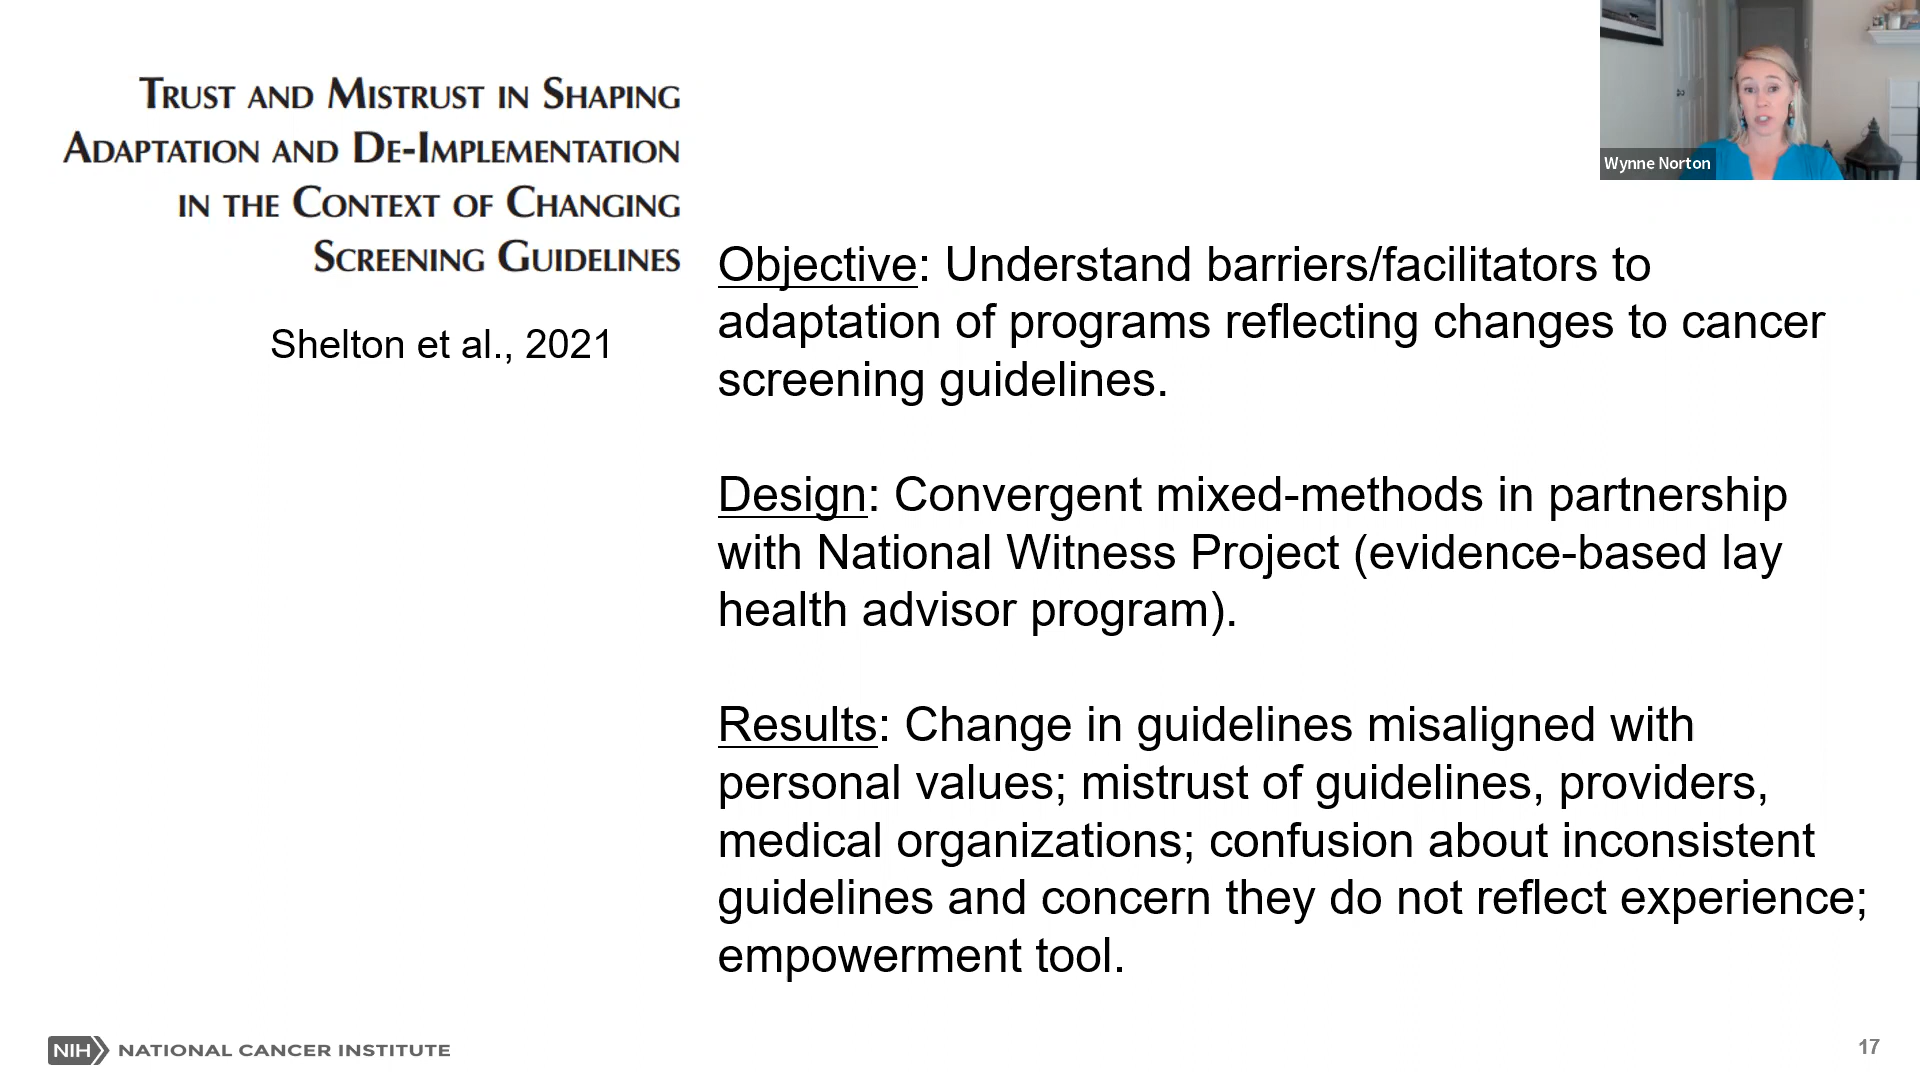 TRUST AND MISTRUST IN SHAPING
ADAPTATION AND DE-IMPLEMENTATION
IN THE CONTEXT OF CHANGING
SCREENING GUIDELINES
Shelton et al., 2021
Wynne Norton
Objective: Understand barriers/facilitators to
adaptation of programs reflecting changes to cancer
screening guidelines.
Design: Convergent mixed-methods in partnership
with National Witness Project (evidence-based lay
health advisor program).
Results: Change in guidelines misaligned with
personal values; mistrust of guidelines, providers,
medical organizations; confusion about inconsistent
guidelines and concern they do not reflect experience;
empowerment tool.
NIH NATIONAL CANCER INSTITUTE
17